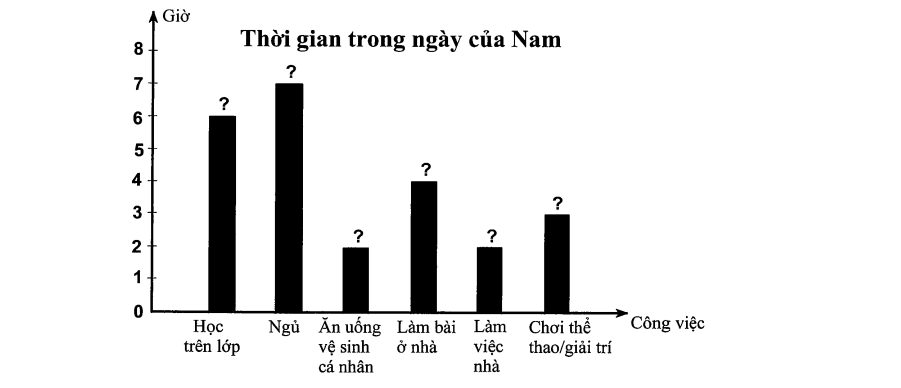 Giờ
Thời gian trong ngày của Nam
8
7
6
5
4
3
2
1
0
?
?
?
?
?
?
Học
trên lớp
Ngủ
Ăn uống
vệ sinh
cá nhân
Làm bài
ở nhà
Làm
việc
nhà
Chơi thể
thao/giải trí
Công việc